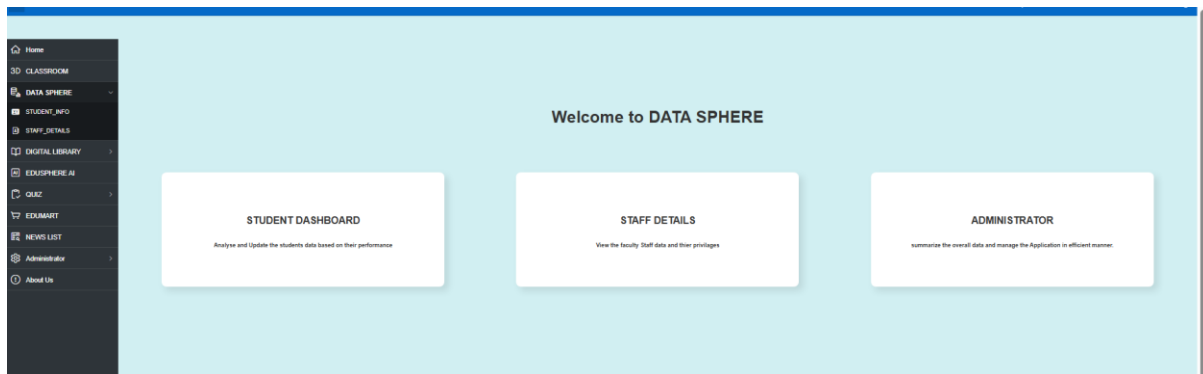 Home
3D CLASSROOM
DATA SPHERE
STUDENT_INFO
STAFF_DETAILS
DIGITAL LIBRARY
AI EDUSPHERE AI
QUIZ
EDUMART
NEWS LIST
Administrator
About Us
Welcome to DATA SPHERE
STUDENT DASHBOARD
Analyse and Update the students data based on their performance
STAFF DETAILS
View the faculty Staff data and thier privilages
ADMINISTRATOR
summarize the overall data and manage the Application in efficient manner.